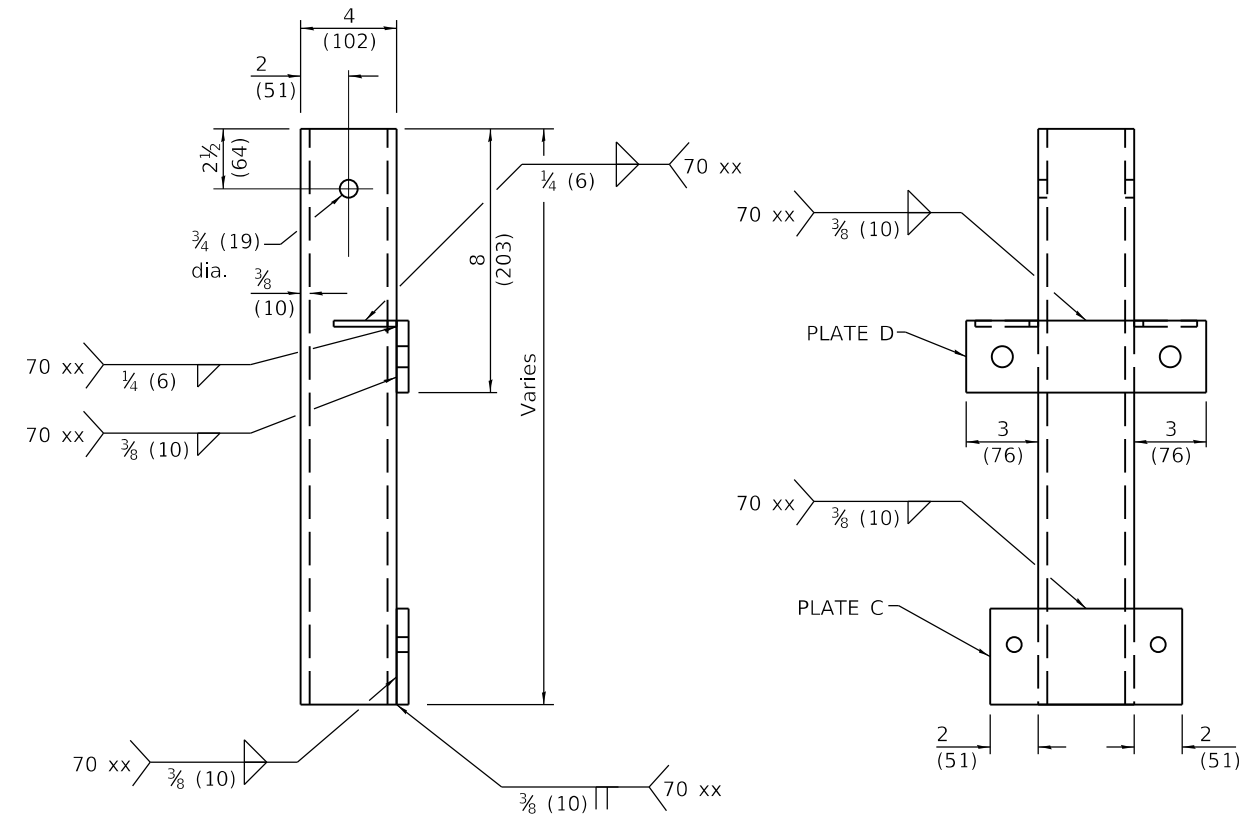 4
(102)
2
(51)
2½
(64)
¾ (19)
dia.
⅜
(10)
¼ (6)
70 xx
8
(203)
Varies
70 xx
¼ (6)
70 xx
⅜ (10)
70 xx
⅜ (10)
⅜ (10)
70 xx
70 xx
⅜ (10)
PLATE D
3
(76)
3
(76)
70 xx
⅜ (10)
PLATE C
2
(51)
2
(51)